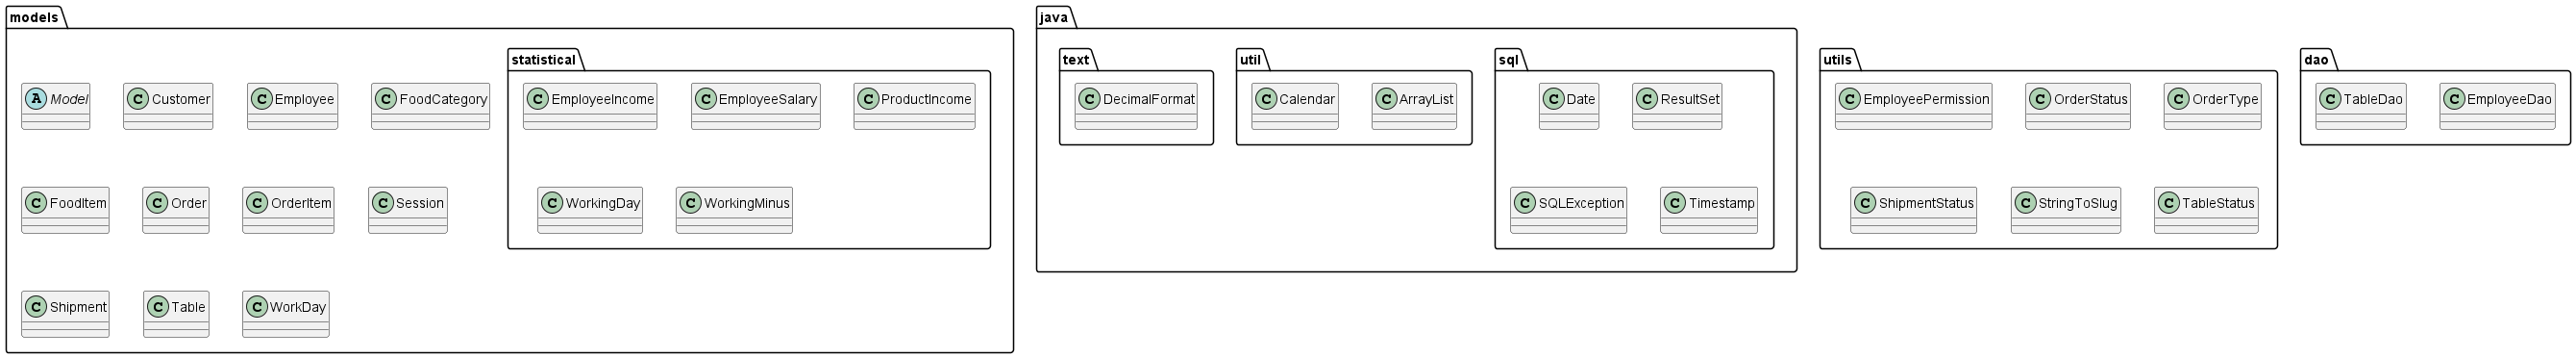 models
A Model
C Customer
C Employee
C FoodCategory
C FoodItem
C Order
C OrderItem
C Session
C Shipment
C Table
C WorkDay
statistical
C EmployeeIncome
C EmployeeSalary
C ProductIncome
C WorkingDay
C WorkingMinus
java
text
C DecimalFormat
util
C Calendar
C ArrayList
sql
C Date
C ResultSet
C SQLException
C Timestamp
utils
C EmployeePermission
C OrderStatus
C OrderType
C ShipmentStatus
C StringToSlug
C TableStatus
dao
C TableDao
C EmployeeDao